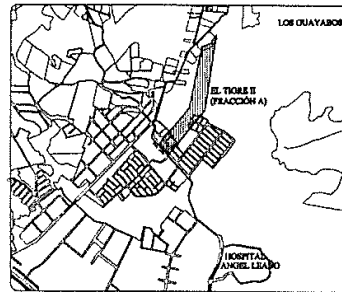 LOS GUAYABOS
EL TIGRE II
(FRACCIÓN A)
HOSPITAL
ANGEL LEAÑO